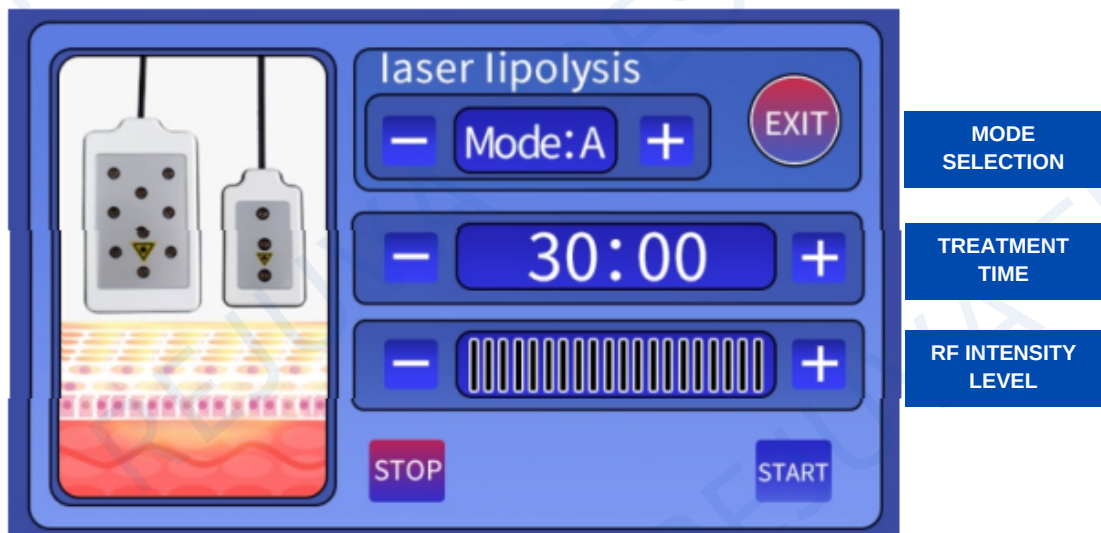 laser lipolysis
Mode:A
EXIT
MODE
SELECTION
30:00
TREATMENT
TIME
RF INTENSITY
LEVEL
STOP
START